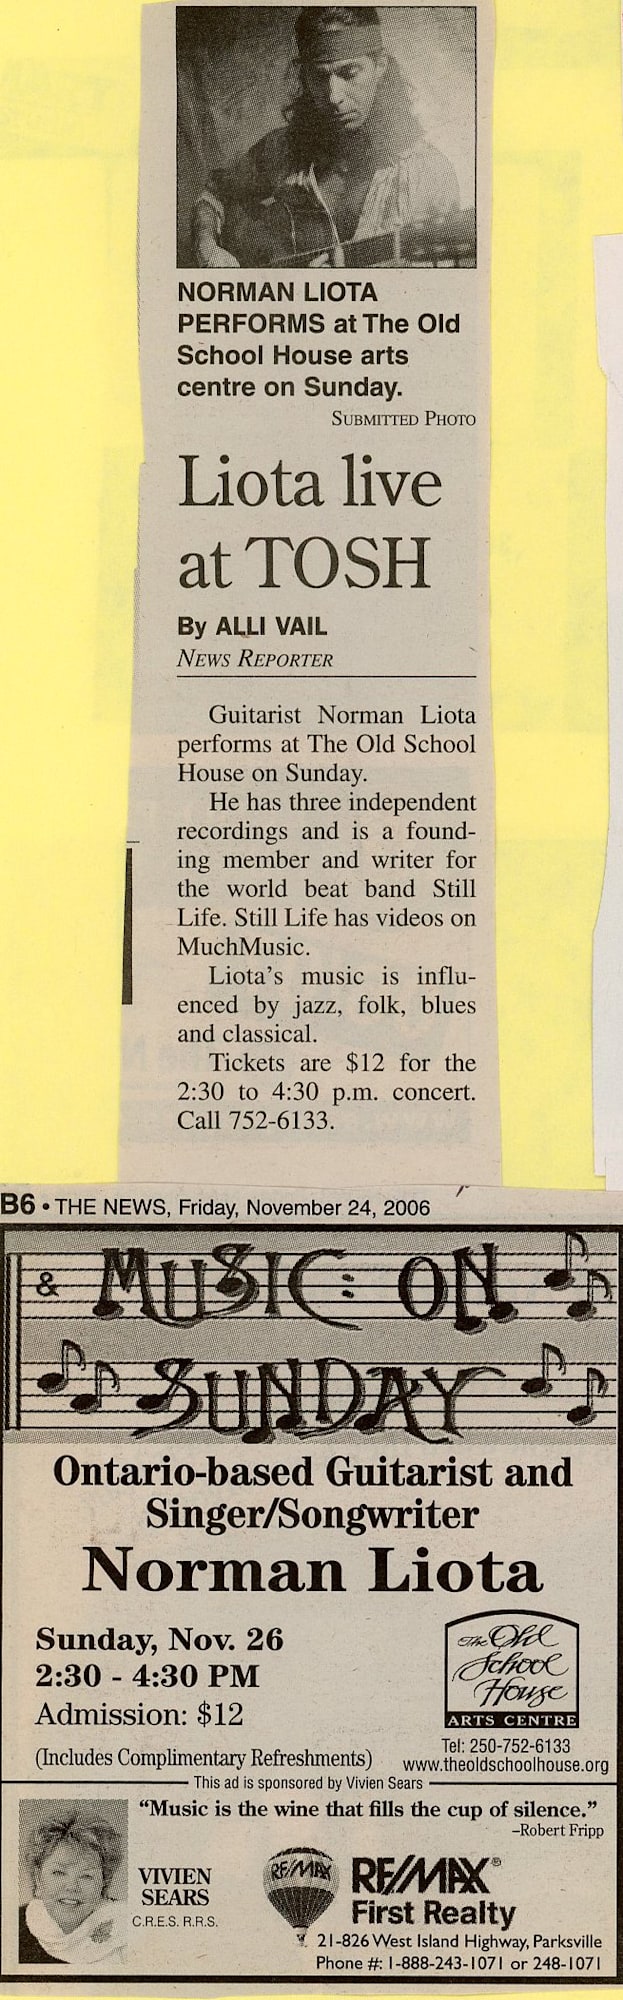 NORMAN LIOTA
PERFORMS at The Old
School House arts
centre on Sunday.
SUBMITTED PHOTO
Liota live
at TOSH
By ALLI VAIL
NEWS REPORTER
Guitarist Norman Liota
performs at The Old School
House on Sunday.
He has three independent
recordings and is a found-
ing member and writer for
the world beat band Still
Life. Still Life has videos on
MuchMusic.
Liota's music is influ-
enced by jazz, folk, blues
and classical.
Tickets are $12 for the
2:30 to 4:30 p.m. concert.
Call 752-6133.
B6 • THE NEWS, Friday, November 24, 2006
& MUSIC: ON
SUNDAY
Ontario-based Guitarist and
Singer/Songwriter
Norman Liota
Sunday, Nov. 26
2:30 - 4:30 PM
Admission: $12
(Includes Complimentary Refreshments)
The Old
School
House
ARTS CENTRE
Tel: 250-752-6133
www.theoldschoolhouse.org
This ad is sponsored by Vivien Sears
"Music is the wine that fills the cup of silence."
–Robert Fripp
VIVIEN
SEARS
C.R.E.S. R.R.S.
RE/MAX
RE/MAX®
First Realty
21-826 West Island Highway, Parksville
Phone #: 1-888-243-1071 or 248-1071